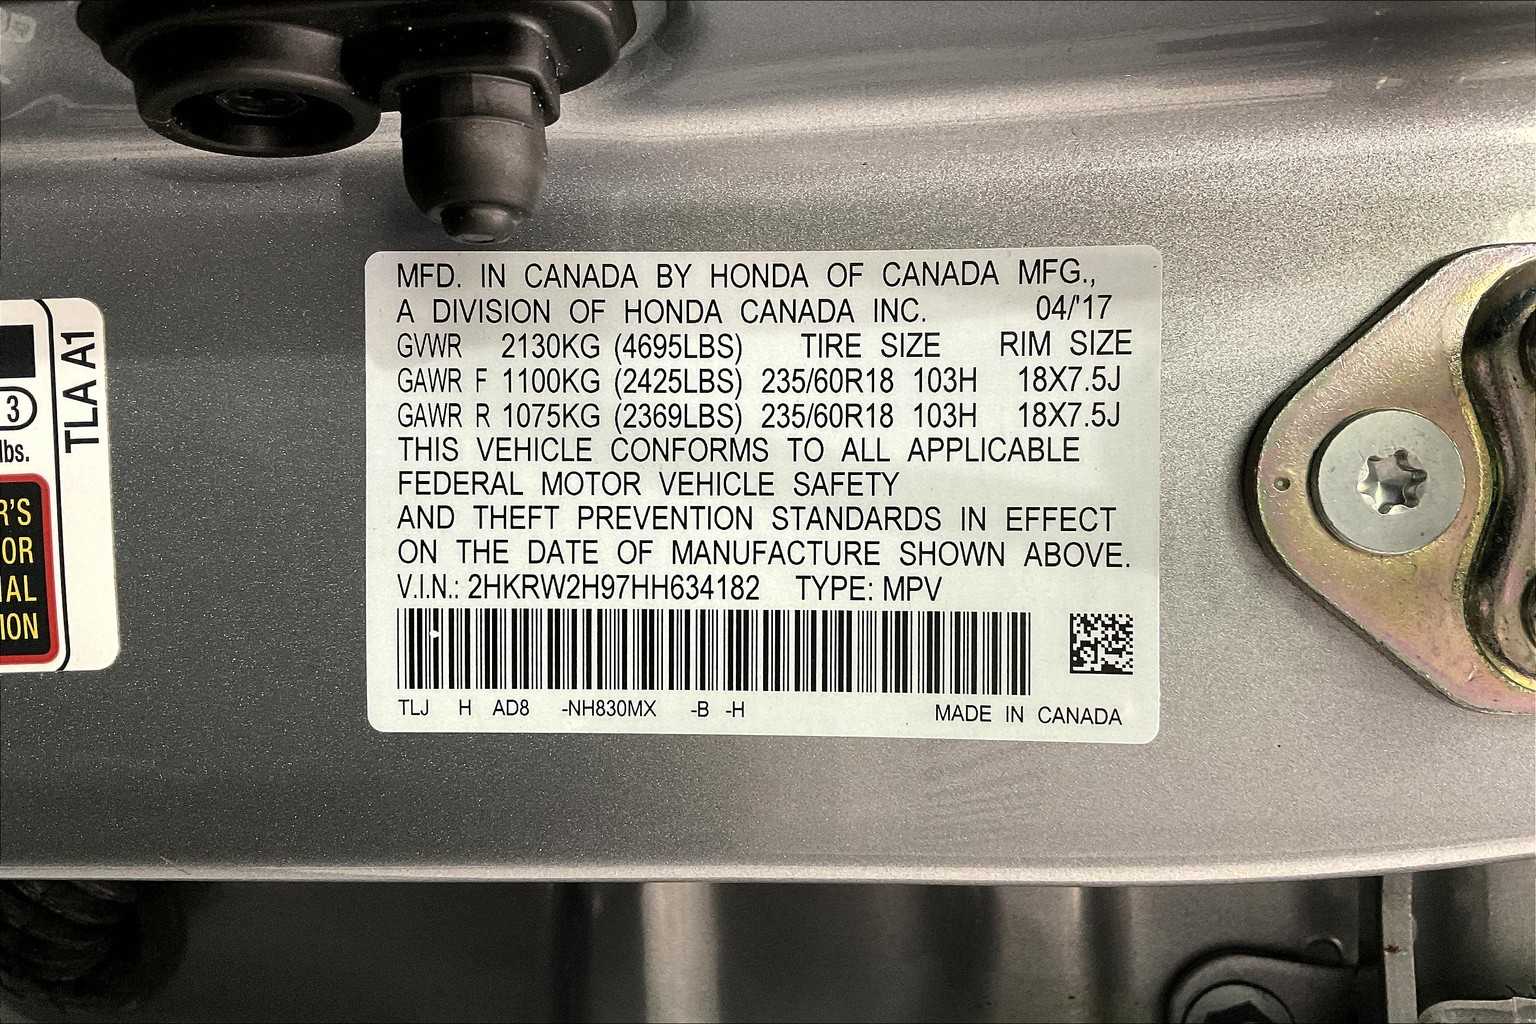 MFD. IN CANADA BY HONDA OF CANADA MFG.,
A DIVISION OF HONDA CANADA INC. 04/'17
GVWR 2130KG (4695LBS) TIRE SIZE RIM SIZE
GAWR F 1100KG (2425LBS) 235/60R18 103H 18X7.5J
GAWR R 1075KG (2369LBS) 235/60R18 103H 18X7.5J
THIS VEHICLE CONFORMS TO ALL APPLICABLE
FEDERAL MOTOR VEHICLE SAFETY
AND THEFT PREVENTION STANDARDS IN EFFECT
ON THE DATE OF MANUFACTURE SHOWN ABOVE.
V.I.N.: 2HKRW2H97HH634182 TYPE: MPV
TLJ H AD8 -NH830MX -B -H
MADE IN CANADA
TLA A1
3
lbs.
R'S
OR
IAL
ION